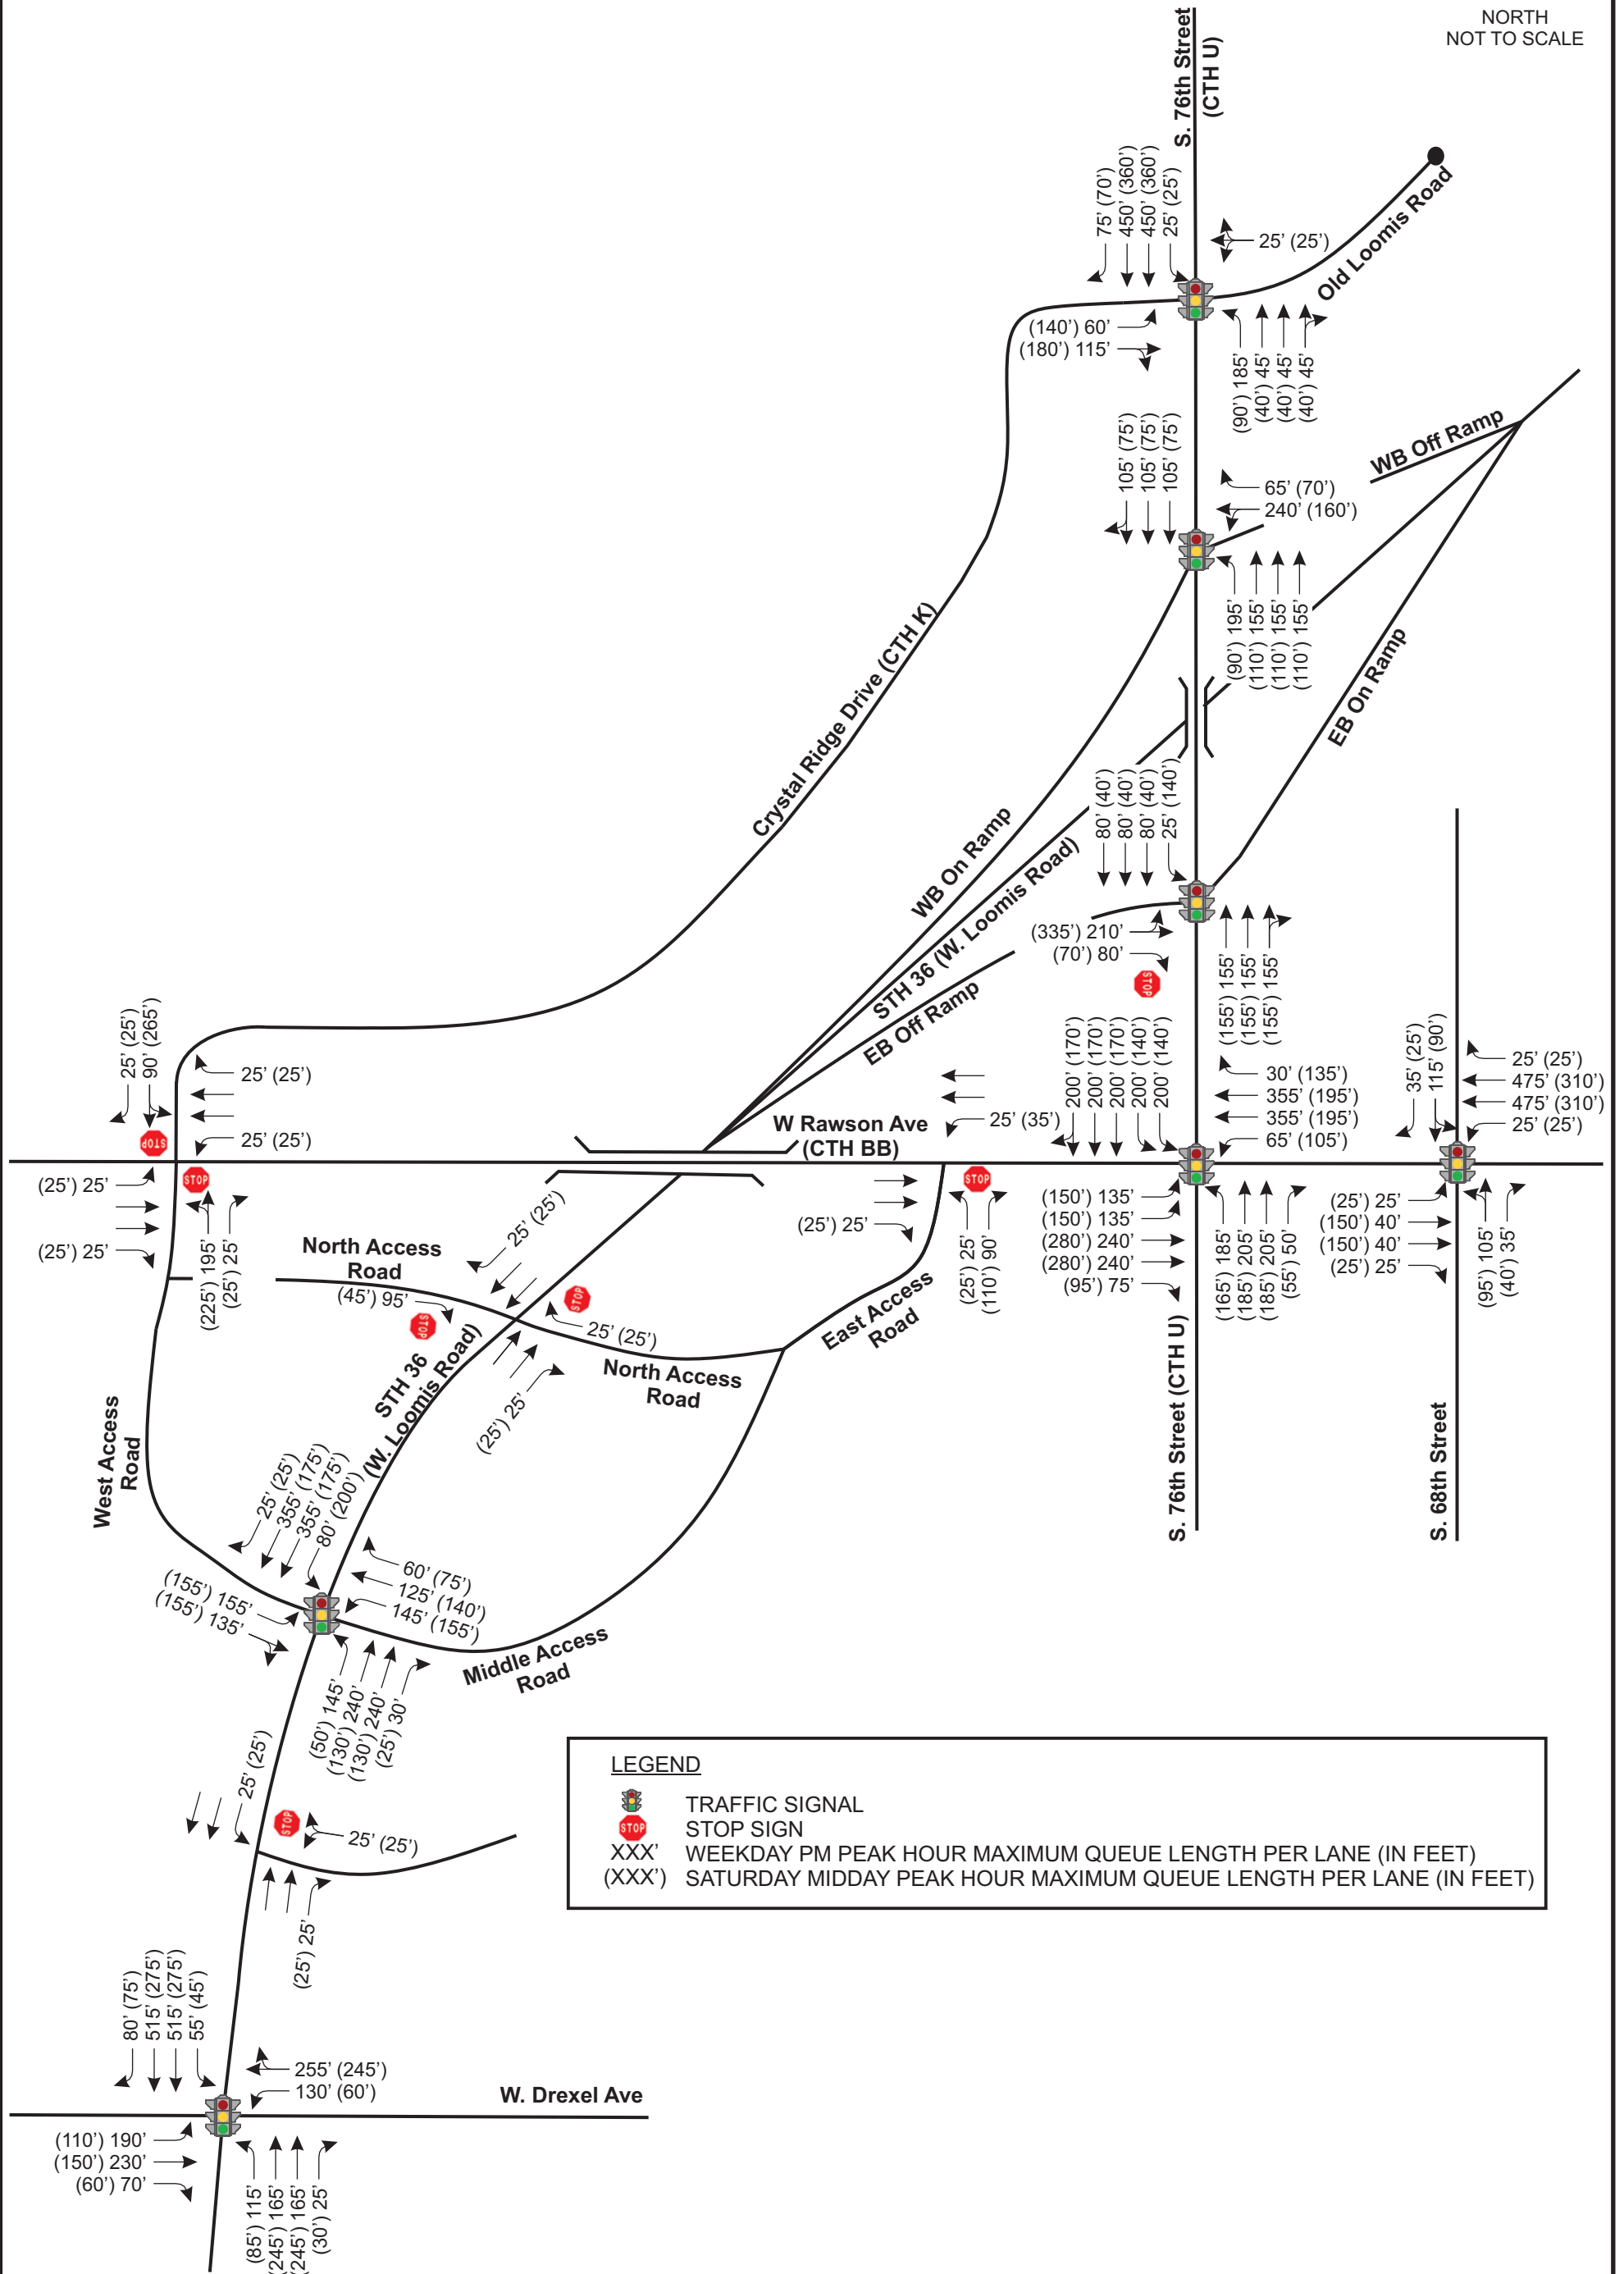 NORTH
NOT TO SCALE
S. 76th Street
(CTH U)
Old Loomis Road
75' (70')
450' (360')
450' (360')
25' (25')
25' (25')
(140') 60'
(180') 115'
(90') 185'
(40') 45'
(40') 45'
(40') 45'
WB Off Ramp
105' (75')
105' (75')
105' (75')
65' (70')
240' (160')
(90') 195'
(110') 155'
(110') 155'
(110') 155'
Crystal Ridge Drive (CTH K)
EB On Ramp
WB On Ramp
STH 36 (W. Loomis Road)
EB Off Ramp
80' (40')
80' (40')
80' (40')
25' (140')
(335') 210'
(70') 80'
STOP
(155') 155'
(155') 155'
(155') 155'
25' (25')
90' (265')
25' (25')
25' (25')
STOP
STOP
(25') 25'
(25') 25'
(225') 195'
(25') 25'
W Rawson Ave
(CTH BB)
25' (35')
200' (170')
200' (170')
200' (170')
200' (140')
200' (140')
30' (135')
355' (195')
355' (195')
65' (105')
35' (25')
115' (90')
25' (25')
475' (310')
475' (310')
25' (25')
STOP
(25') 25'
(25') 25'
(110') 90'
(150') 135'
(150') 135'
(280') 240'
(280') 240'
(95') 75'
(165') 185'
(185') 205'
(185') 205'
(55') 50'
(25') 25'
(150') 40'
(150') 40'
(25') 25'
(95') 105'
(40') 35'
North Access
Road
(45') 95'
STOP
25' (25')
STOP
25' (25')
(25') 25'
North Access
Road
East Access
Road
STH 36
(W. Loomis Road)
S. 76th Street (CTH U)
S. 68th Street
West Access
Road
25' (25')
355' (175')
355' (175')
80' (200')
60' (75')
125' (140')
145' (155')
(155') 155'
(155') 135'
(50') 145'
(130') 240'
(130') 240'
(25') 30'
Middle Access
Road
25' (25')
STOP
25' (25')
(25') 25'
LEGEND
TRAFFIC SIGNAL
STOP STOP SIGN
XXX' WEEKDAY PM PEAK HOUR MAXIMUM QUEUE LENGTH PER LANE (IN FEET)
(XXX') SATURDAY MIDDAY PEAK HOUR MAXIMUM QUEUE LENGTH PER LANE (IN FEET)
80' (75')
515' (275')
515' (275')
55' (45')
255' (245')
130' (60')
W. Drexel Ave
(110') 190'
(150') 230'
(60') 70'
(85') 115'
(245') 165'
(245') 165'
(30') 25'